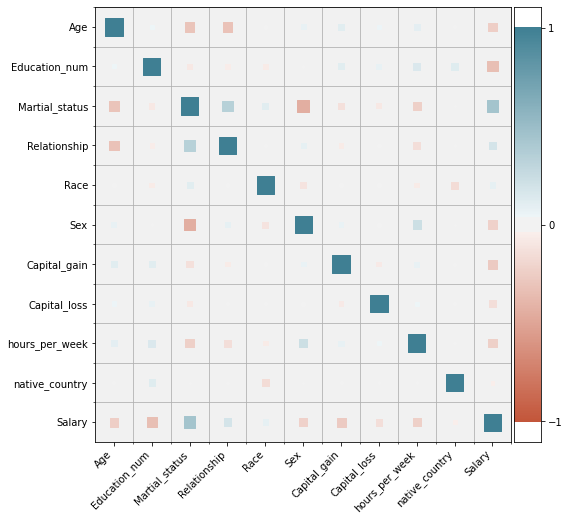 Age
Education_num
Martial_status
Relationship
Race
Sex
Capital_gain
Capital_loss
hours_per_week
native_country
Salary
Age
Education_num
Martial_status
Relationship
Race
Sex
Capital_gain
Capital_loss
hours_per_week
native_country
Salary
1
0
−1